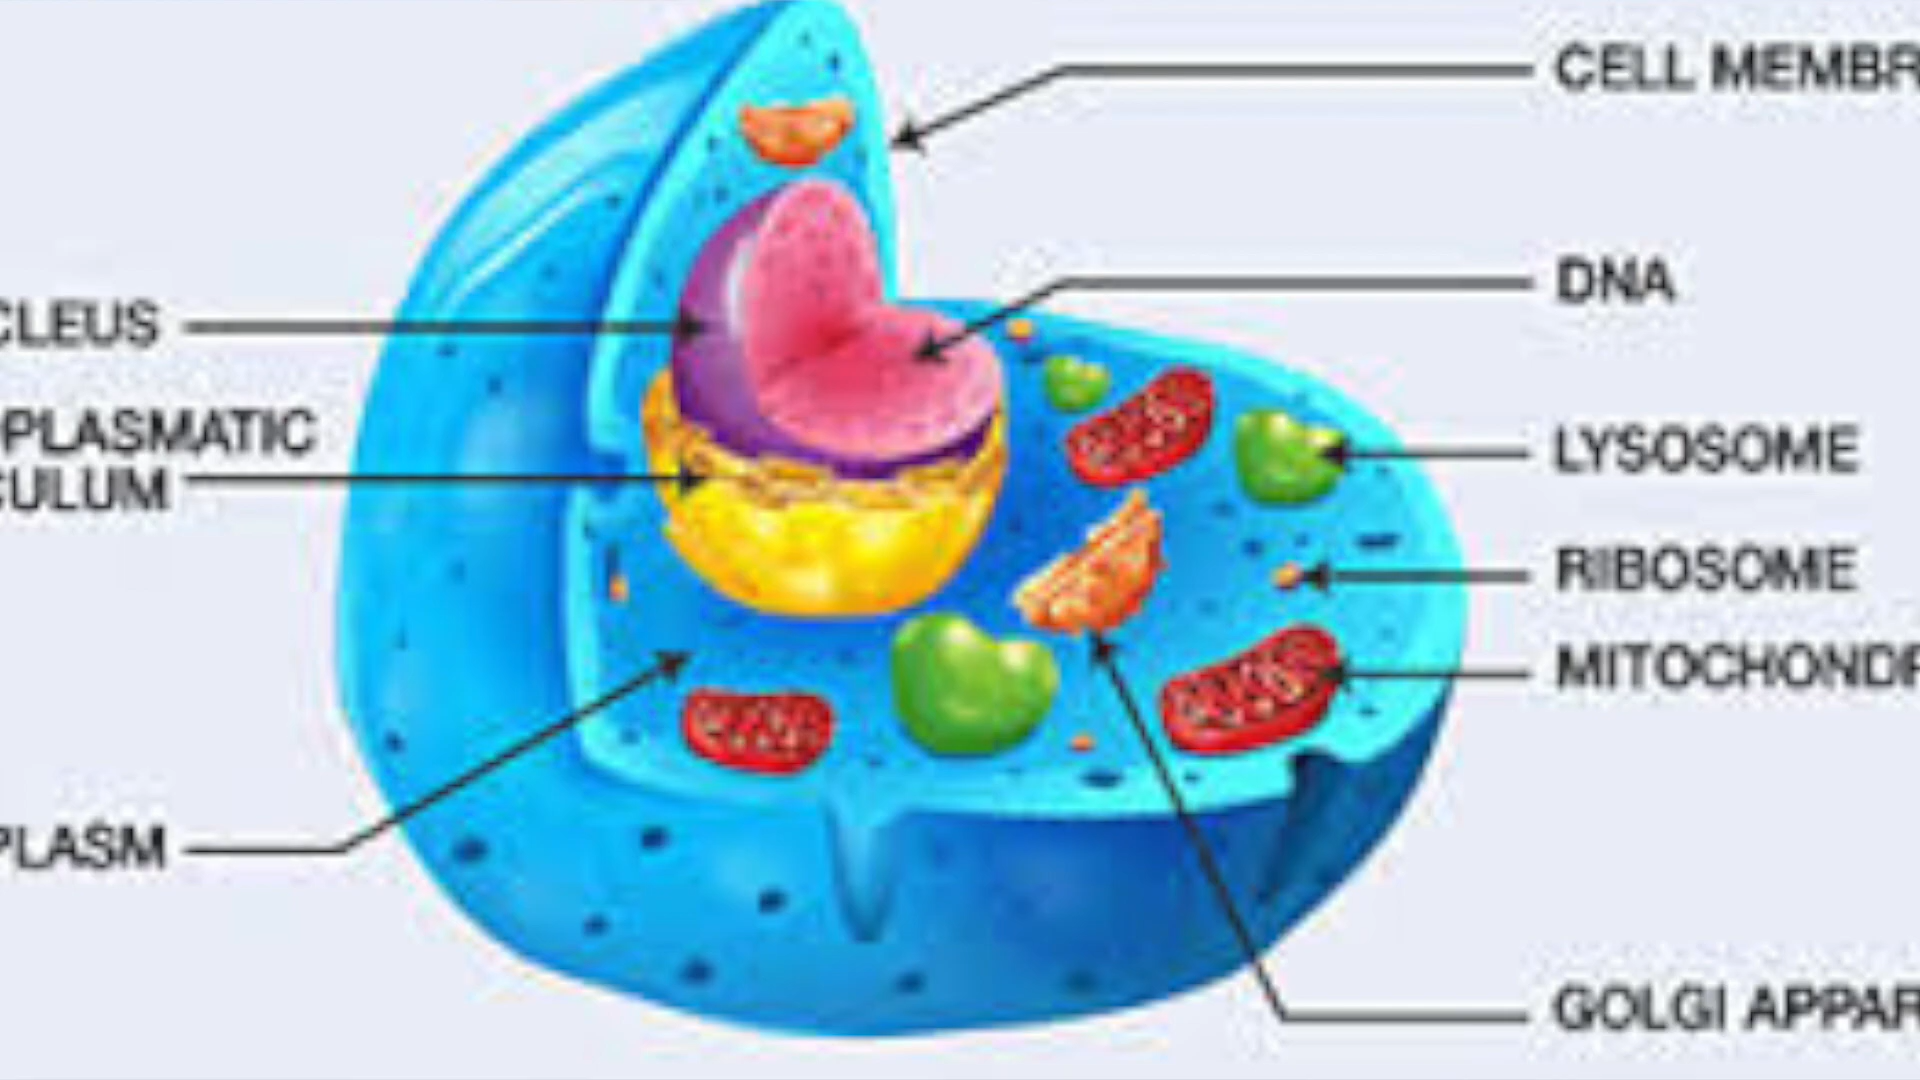 CELL MEMBR
DNA
CLEUS
PLASMATIC
CULUM
LYSOSOME
RIBOSOME
MITOCHONDR
PLASM
GOLGI APPAR